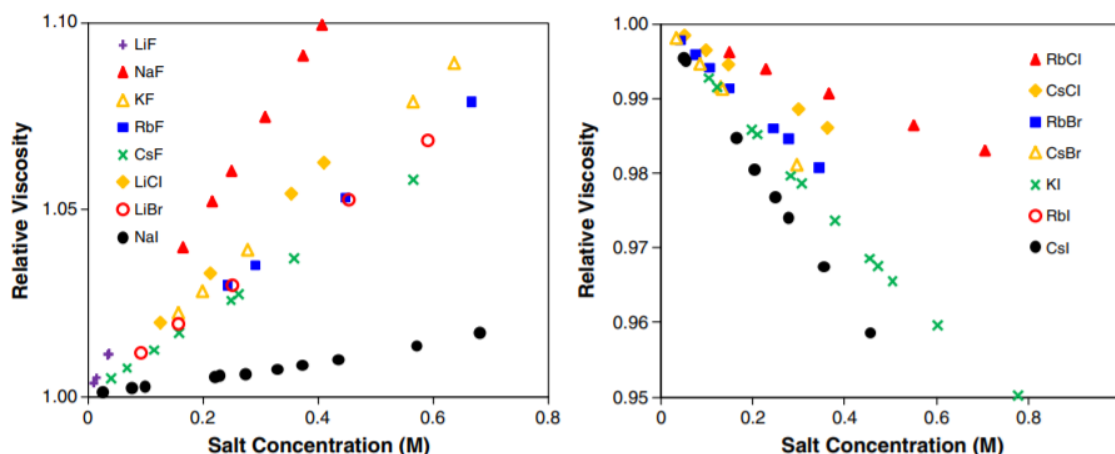 1.10
1.05
1.00
Relative Viscosity
LiF
NaF
KF
RbF
CsF
LiCl
LiBr
NaI
0
0.2
0.4
0.6
0.8
Salt Concentration (M)
1.00
0.99
0.98
0.97
0.96
0.95
Relative Viscosity
RbCl
CsCl
RbBr
CsBr
KI
RbI
CsI
0
0.2
0.4
0.6
0.8
Salt Concentration (M)